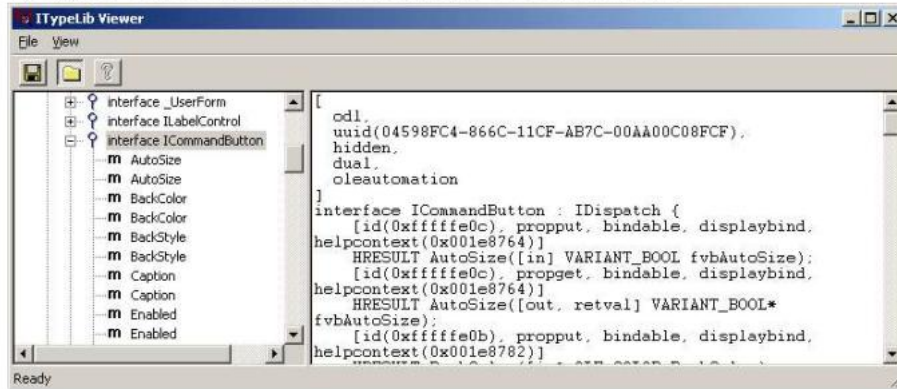 ITypeLib Viewer
File View
interface _UserForm
interface ILabelControl
interface ICommandButton
m AutoSize
m AutoSize
m BackColor
m BackColor
m BackStyle
m BackStyle
m Caption
m Caption
m Enabled
m Enabled
[
odl,
uuid(04598FC4-866C-11CF-AB7C-00AA00C08FCF),
hidden,
dual,
oleautomation
]
interface ICommandButton : IDispatch {
[id(0xfffffe0c), propput, bindable, displaybind,
helpcontext(0x001e8764)]
HRESULT AutoSize([in] VARIANT_BOOL fvbAutoSize);
[id(0xfffffe0c), propget, bindable, displaybind,
helpcontext(0x001e8764)]
HRESULT AutoSize([out, retval] VARIANT_BOOL*
fvbAutoSize);
[id(0xfffffe0b), propput, bindable, displaybind,
helpcontext(0x001e8782)]
Ready